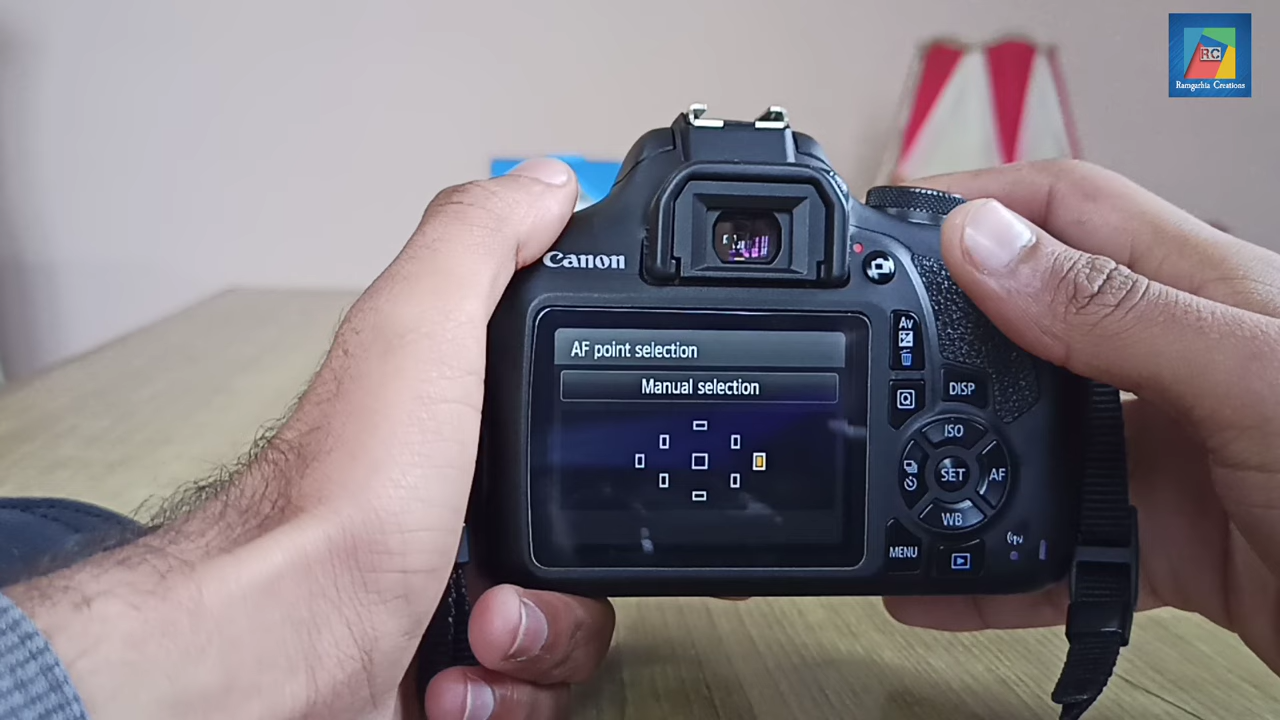 RC
Ramgarhia Creations
Canon
AF point selection
Manual selection
Av
Q
DISP
ISO
SET
AF
WB
MENU